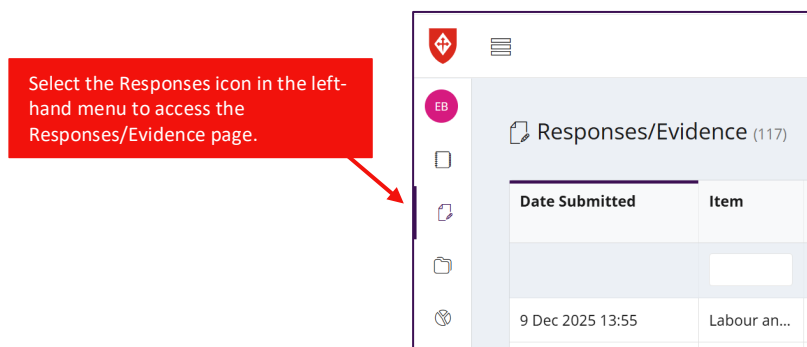 Select the Responses icon in the left-
hand menu to access the
Responses/Evidence page.
EB
Responses/Evidence (117)
Date Submitted Item
9 Dec 2025 13:55 Labour an...